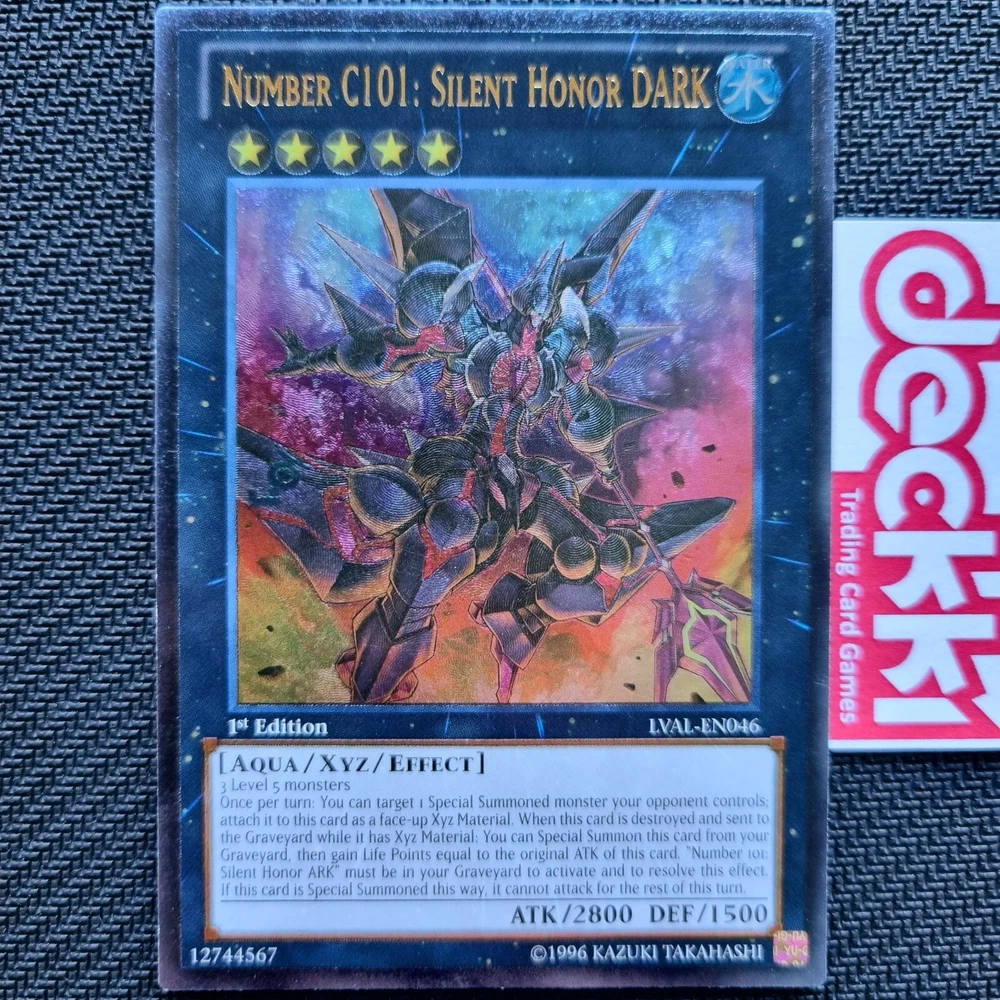 NUMBER C101: SILENT HONOR DARK
WATER
水
1st Edition
LVAL-EN046
[AQUA/XYZ/EFFECT]
3 Level 5 monsters
Once per turn: You can target 1 Special Summoned monster your opponent controls;
attach it to this card as a face-up Xyz Material. When this card is destroyed and sent to
the Graveyard while it has Xyz Material: You can Special Summon this card from your
Graveyard, then gain Life Points equal to the original ATK of this card. "Number 101:
Silent Honor ARK" must be in your Graveyard to activate and to resolve this effect.
If this card is Special Summoned this way, it cannot attack for the rest of this turn.
ATK/2800 DEF/1500
12744567
©1996 KAZUKI TAKAHASHI
deckk1
Trading Card Games